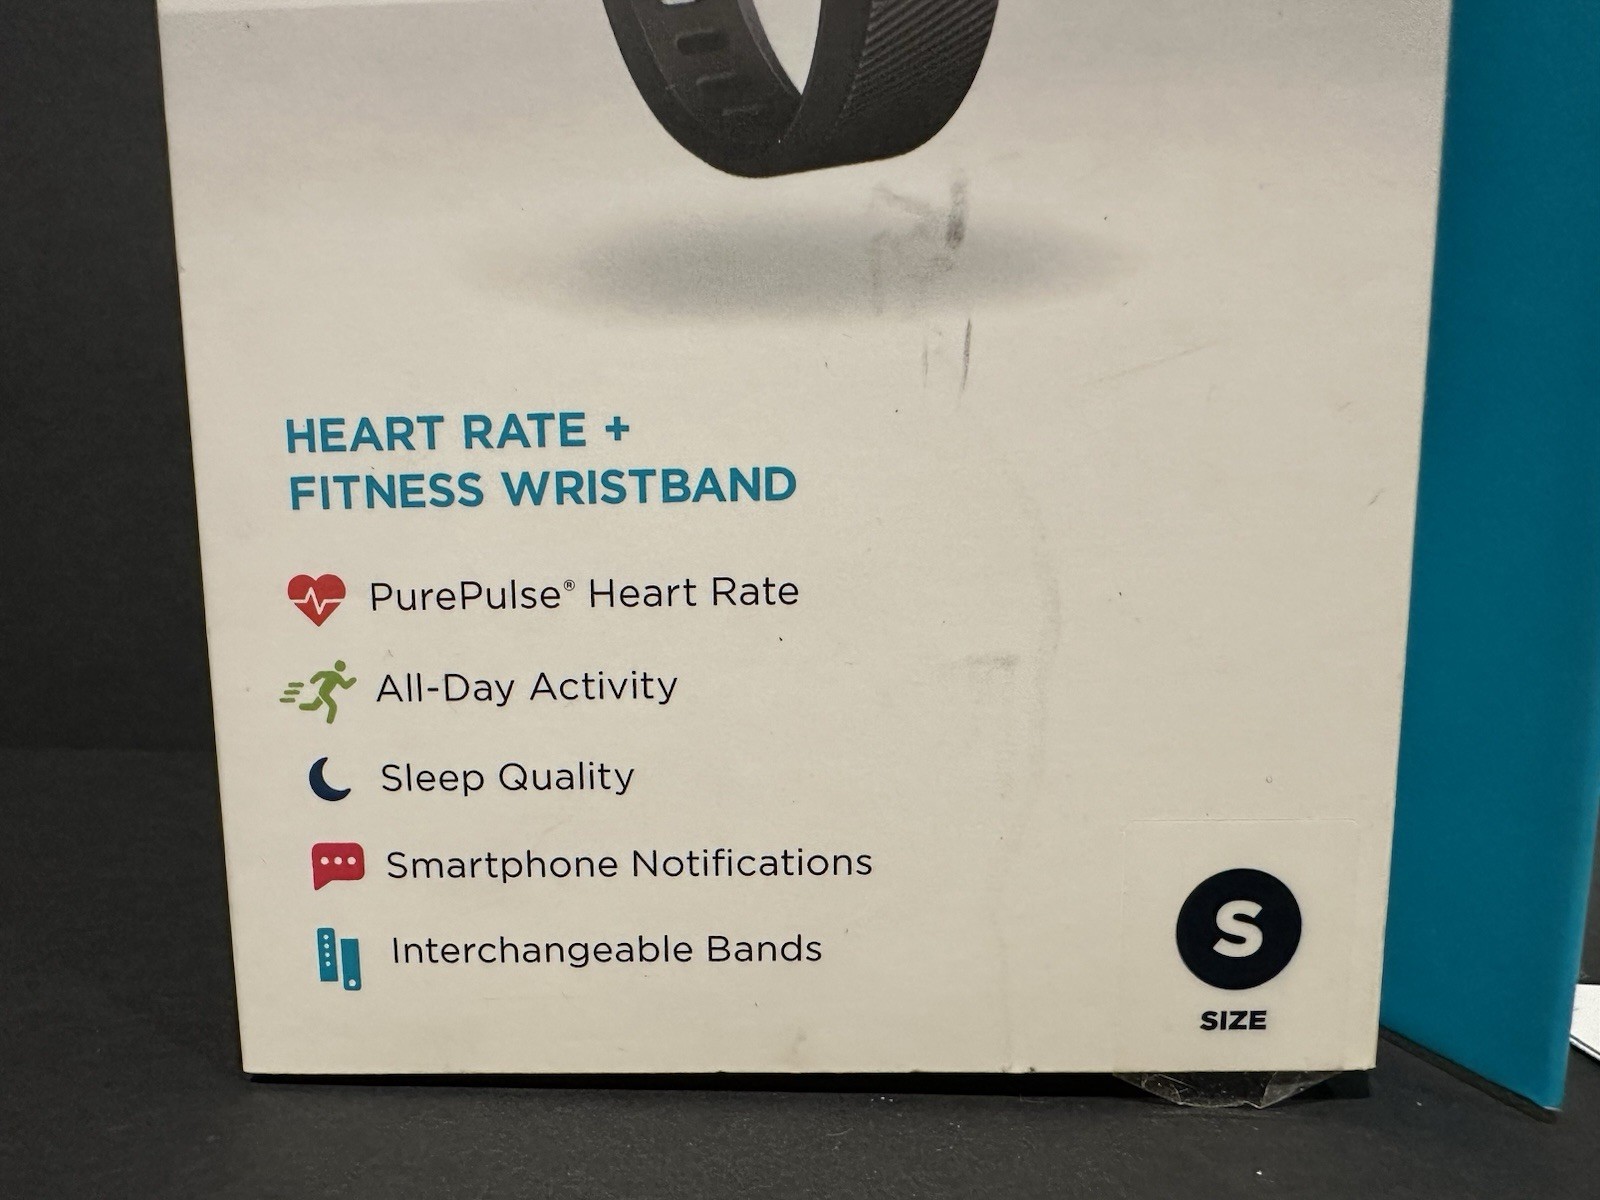 HEART RATE +
FITNESS WRISTBAND
PurePulse® Heart Rate
All-Day Activity
Sleep Quality
Smartphone Notifications
Interchangeable Bands
S
SIZE